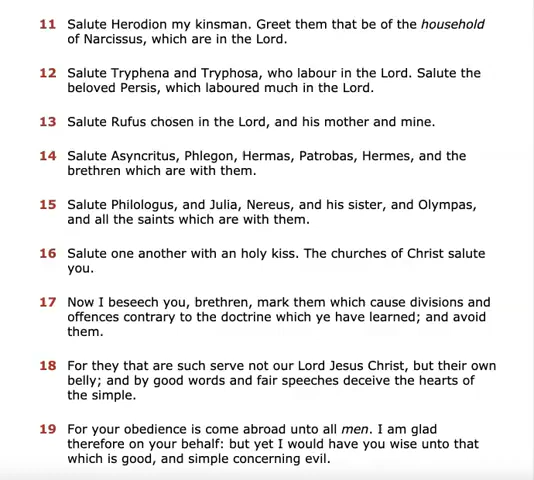 11 Salute Herodion my kinsman. Greet them that be of the household
of Narcissus, which are in the Lord.
12 Salute Tryphena and Tryphosa, who labour in the Lord. Salute the
beloved Persis, which laboured much in the Lord.
13 Salute Rufus chosen in the Lord, and his mother and mine.
14 Salute Asyncritus, Phlegon, Hermas, Patrobas, Hermes, and the
brethren which are with them.
15 Salute Philologus, and Julia, Nereus, and his sister, and Olympas,
and all the saints which are with them.
16 Salute one another with an holy kiss. The churches of Christ salute
you.
17 Now I beseech you, brethren, mark them which cause divisions and
offences contrary to the doctrine which ye have learned; and avoid
them.
18 For they that are such serve not our Lord Jesus Christ, but their own
belly; and by good words and fair speeches deceive the hearts of
the simple.
19 For your obedience is come abroad unto all men. I am glad
therefore on your behalf: but yet I would have you wise unto that
which is good, and simple concerning evil.